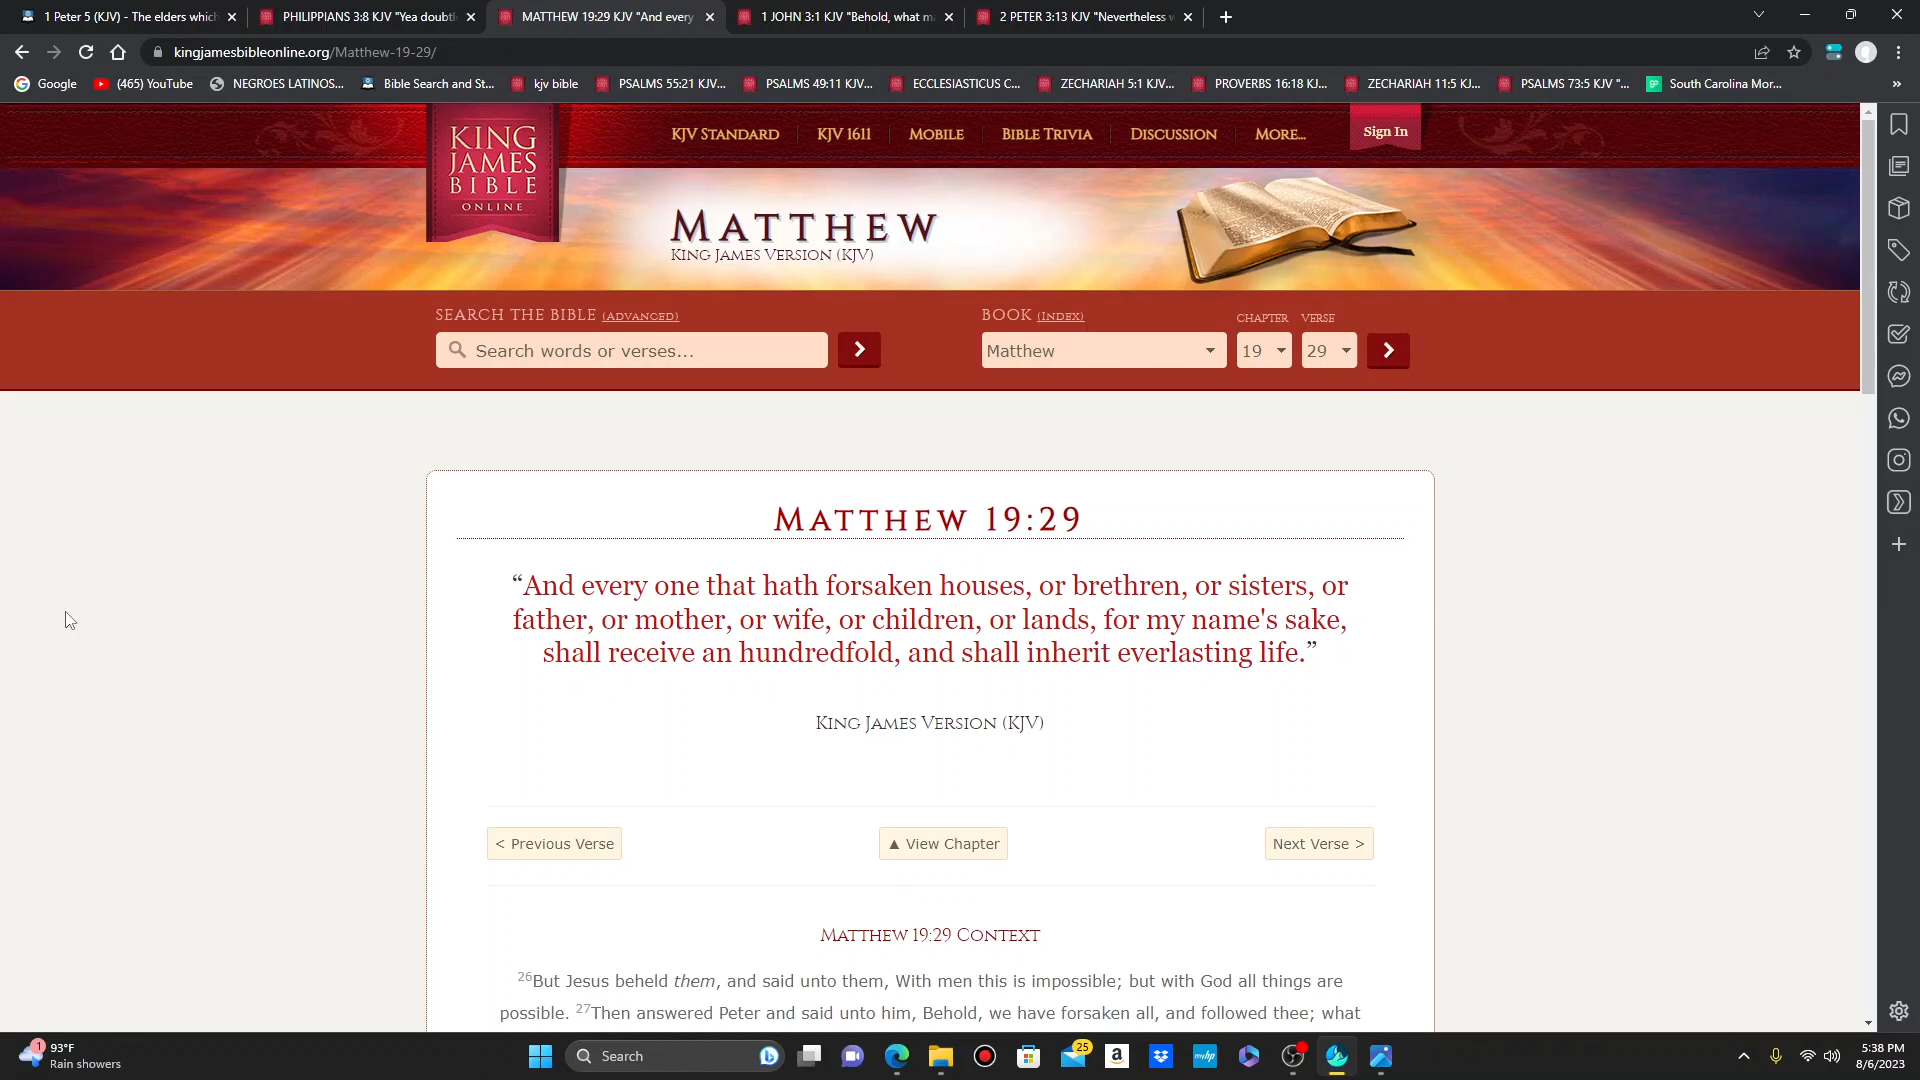 1 Peter 5 (KJV) - The elders which
PHILIPPIANS 3:8 KJV "Yea doubtl
MATTHEW 19:29 KJV "And every
1 JOHN 3:1 KJV "Behold, what m
2 PETER 3:13 KJV "Nevertheless w
kingjamesbibleonline.org/Matthew-19-29/
Google
(465) YouTube
NEGROES LATINOS...
Bible Search and St...
kjv bible
PSALMS 55:21 KJV...
PSALMS 49:11 KJV...
ECCLESIASTICUS C...
ZECHARIAH 5:1 KJV...
PROVERBS 16:18 KJ...
ZECHARIAH 11:5 KJ...
PSALMS 73:5 KJV "...
South Carolina Mor...
»
KING
JAMES
BIBLE
ONLINE
KJV STANDARD
KJV 1611
MOBILE
BIBLE TRIVIA
DISCUSSION
MORE...
Sign In
MATTHEW
KING JAMES VERSION (KJV)
SEARCH THE BIBLE (ADVANCED)
Search words or verses...
BOOK (INDEX)
CHAPTER
VERSE
Matthew
19
29
MATTHEW 19:29
“And every one that hath forsaken houses, or brethren, or sisters, or
father, or mother, or wife, or children, or lands, for my name's sake,
shall receive an hundredfold, and shall inherit everlasting life.”
KING JAMES VERSION (KJV)
< Previous Verse
▲ View Chapter
Next Verse >
MATTHEW 19:29 CONTEXT
26But Jesus beheld them, and said unto them, With men this is impossible; but with God all things are
possible. 27Then answered Peter and said unto him, Behold, we have forsaken all, and followed thee; what
1
93°F
Rain showers
Search
25
a
myhp
5:38 PM
8/6/2023